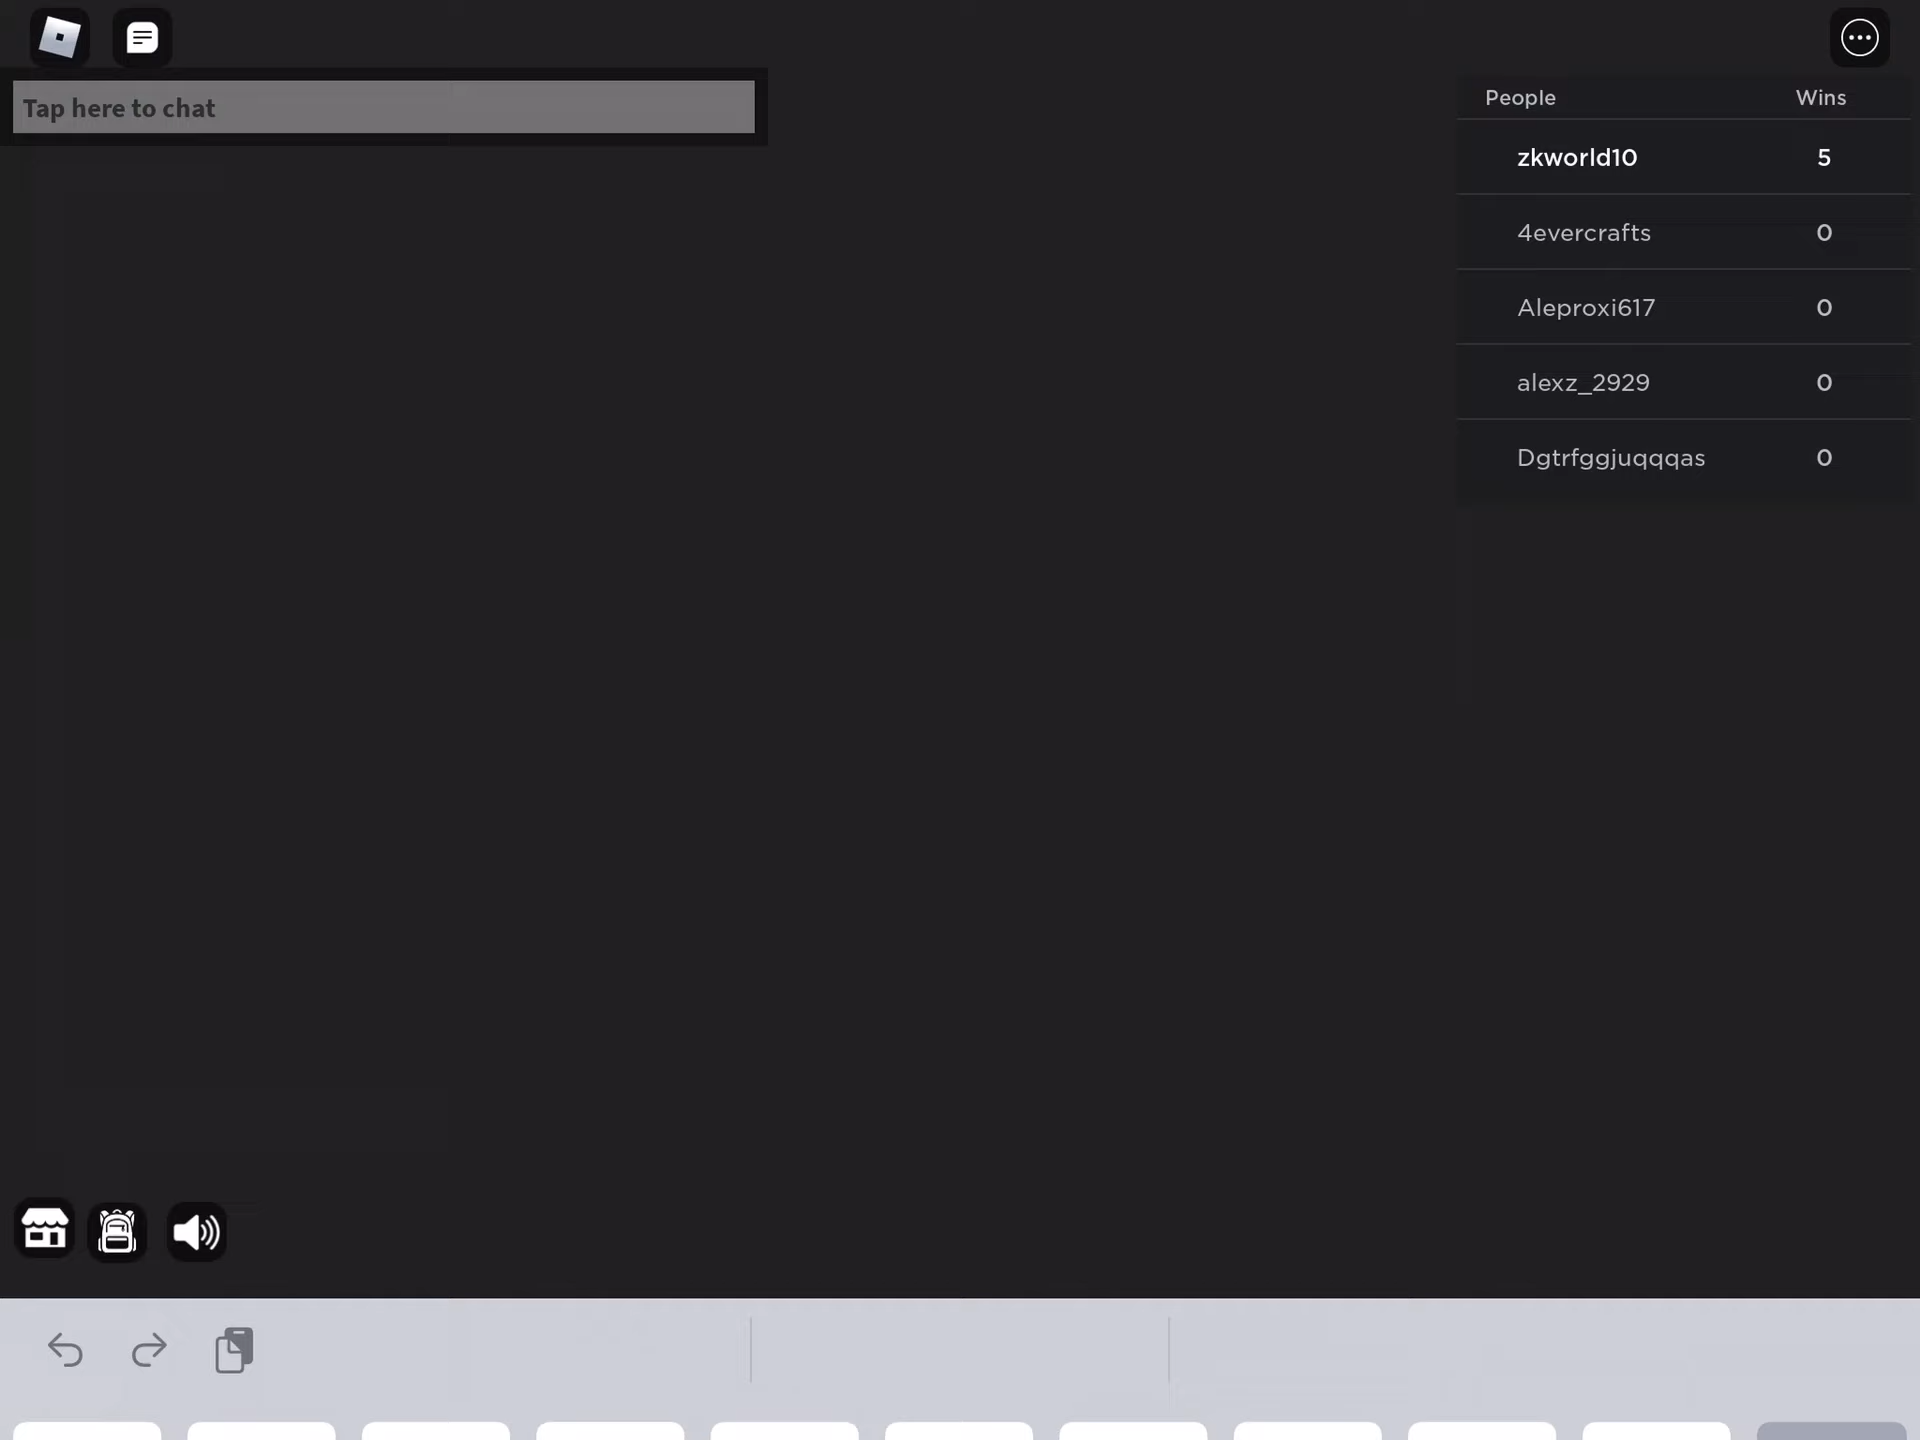 Tap here to chat
People Wins
zkworld10 5
4evercrafts 0
Aleproxi617 0
alexz_2929 0
Dgtrfggjuqqqas 0